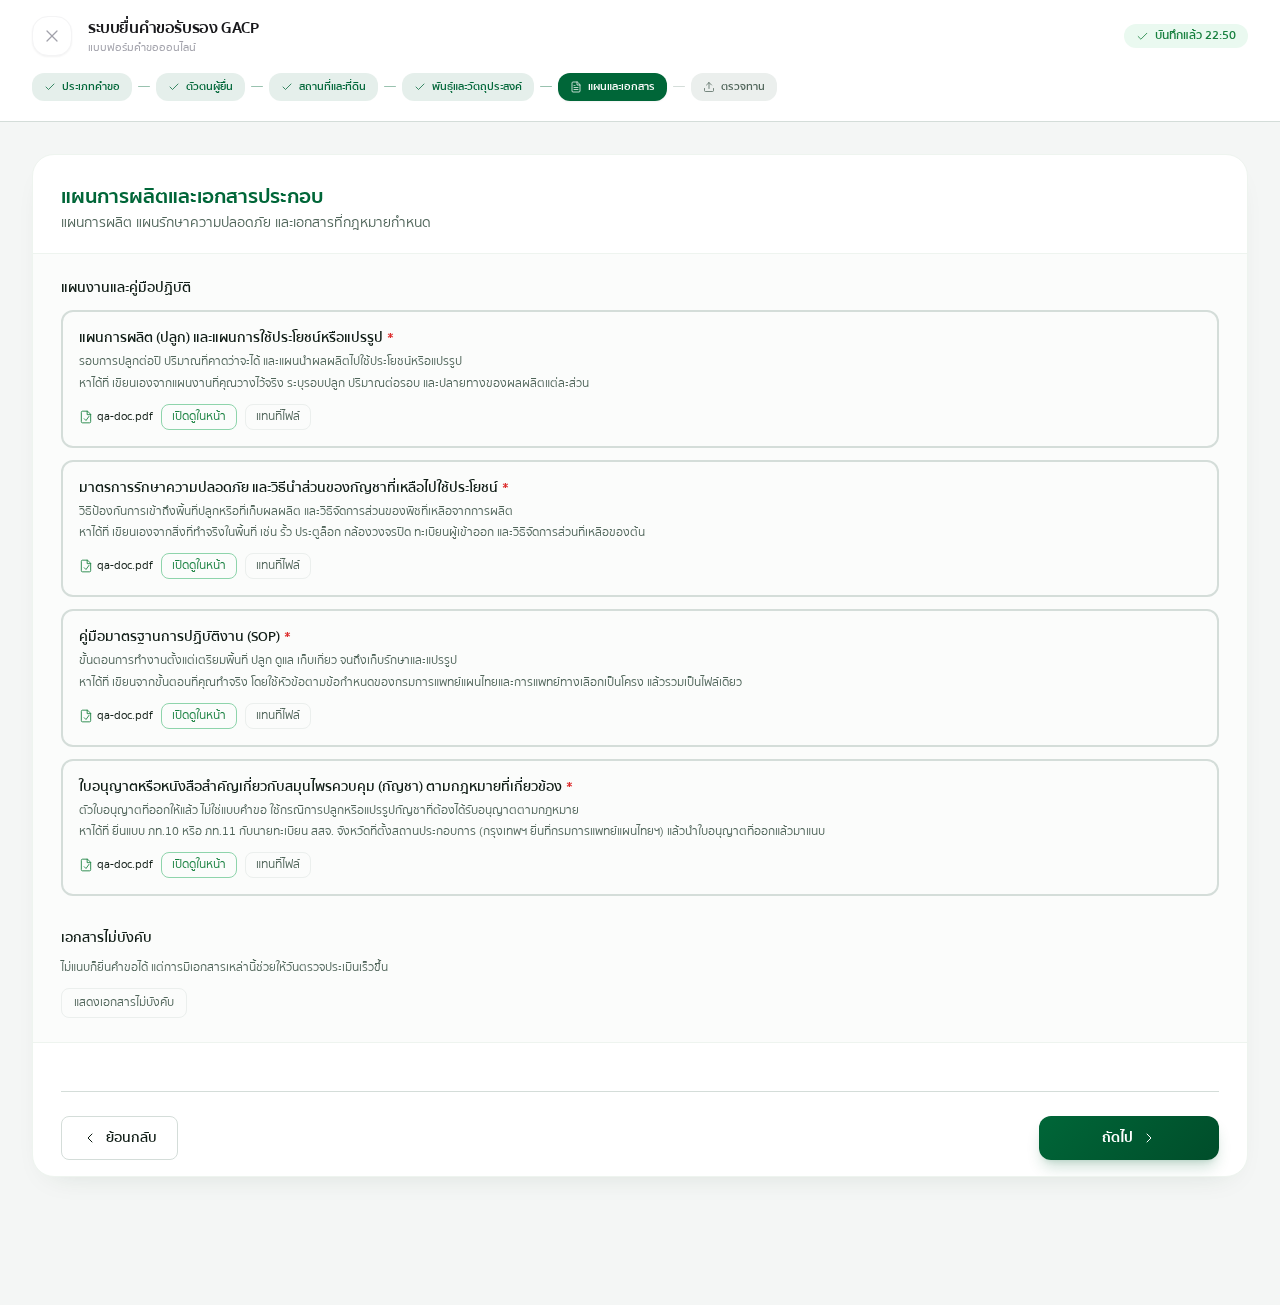 ระบบยื่นคำขอรับรอง GACP
แบบฟอร์มคำขอออนไลน์
บันทึกแล้ว 22:50
ประเภทคำขอ
ตัวตนผู้ยื่น
สถานที่และที่ดิน
พันธุ์และวัตถุประสงค์
แผนและเอกสาร
ตรวจทาน
แผนการผลิตและเอกสารประกอบ
แผนการผลิต แผนรักษาความปลอดภัย และเอกสารที่กฎหมายกำหนด
แผนงานและคู่มือปฏิบัติ
แผนการผลิต (ปลูก) และแผนการใช้ประโยชน์หรือแปรรูป *
รอบการปลูกต่อปี ปริมาณที่คาดว่าจะได้ และแผนนำผลผลิตไปใช้ประโยชน์หรือแปรรูป
หาได้ที่ เขียนเองจากแผนงานที่คุณวางไว้จริง ระบุรอบปลูก ปริมาณต่อรอบ และปลายทางของผลผลิตแต่ละส่วน
qa-doc.pdf เปิดดูในหน้า แทนที่ไฟล์
มาตรการรักษาความปลอดภัย และวิธีนำส่วนของกัญชาที่เหลือไปใช้ประโยชน์ *
วิธีป้องกันการเข้าถึงพื้นที่ปลูกหรือที่เก็บผลผลิต และวิธีจัดการส่วนของพืชที่เหลือจากการผลิต
หาได้ที่ เขียนเองจากสิ่งที่ทำจริงในพื้นที่ เช่น รั้ว ประตูล็อก กล้องวงจรปิด ทะเบียนผู้เข้าออก และวิธีจัดการส่วนที่เหลือของต้น
qa-doc.pdf เปิดดูในหน้า แทนที่ไฟล์
คู่มือมาตรฐานการปฏิบัติงาน (SOP) *
ขั้นตอนการทำงานตั้งแต่เตรียมพื้นที่ ปลูก ดูแล เก็บเกี่ยว จนถึงเก็บรักษาและแปรรูป
หาได้ที่ เขียนจากขั้นตอนที่คุณทำจริง โดยใช้หัวข้อตามข้อกำหนดของกรมการแพทย์แผนไทยและการแพทย์ทางเลือกเป็นโครง แล้วรวมเป็นไฟล์เดียว
qa-doc.pdf เปิดดูในหน้า แทนที่ไฟล์
ใบอนุญาตหรือหนังสือสำคัญเกี่ยวกับสมุนไพรควบคุม (กัญชา) ตามกฎหมายที่เกี่ยวข้อง *
ตัวใบอนุญาตที่ออกให้แล้ว ไม่ใช่แบบคำขอ ใช้กรณีการปลูกหรือแปรรูปกัญชาที่ต้องได้รับอนุญาตตามกฎหมาย
หาได้ที่ ยื่นแบบ ภท.10 หรือ ภท.11 กับนายทะเบียน สสจ. จังหวัดที่ตั้งสถานประกอบการ (กรุงเทพฯ ยื่นที่กรมการแพทย์แผนไทยฯ) แล้วนำใบอนุญาตที่ออกแล้วมาแนบ
qa-doc.pdf เปิดดูในหน้า แทนที่ไฟล์
เอกสารไม่บังคับ
ไม่แนบก็ยื่นคำขอได้ แต่การมีเอกสารเหล่านี้ช่วยให้วันตรวจประเมินเร็วขึ้น
แสดงเอกสารไม่บังคับ
ย้อนกลับ
ถัดไป